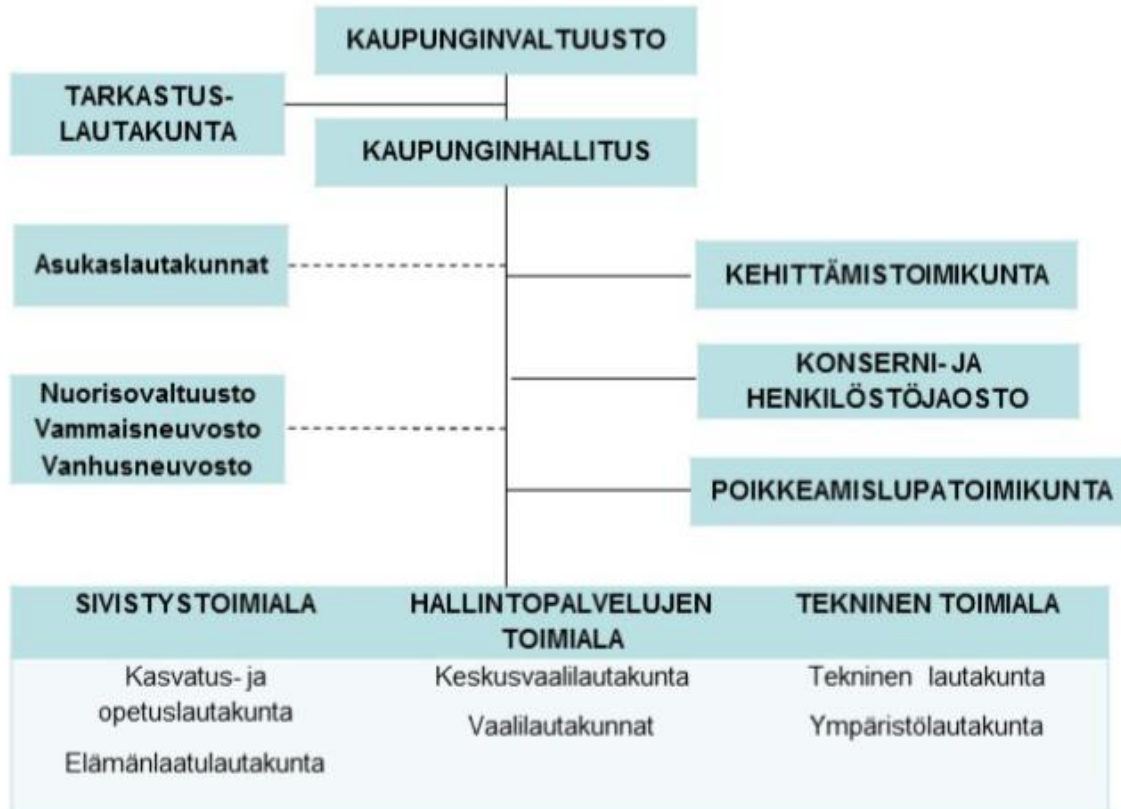 KAUPUNGINVALTUUSTO
TARKASTUS-
LAUTAKUNTA
KAUPUNGINHALLITUS
Asukaslautakunnat
KEHITTÄMISTOIMIKUNTA
KONSERNI- JA
HENKILÖSTÖJAOSTO
Nuorisovaltuusto
Vammaisneuvosto
Vanhusneuvosto
POIKKEAMISLUPATOIMIKUNTA
SIVISTYSTOIMIALA
Kasvatus- ja
opetuslautakunta
Elämänlaatulautakunta
HALLINTOPALVELUJEN
TOIMIALA
Keskusvaalilautakunta
Vaalilautakunnat
TEKNINEN TOIMIALA
Tekninen lautakunta
Ympäristölautakunta